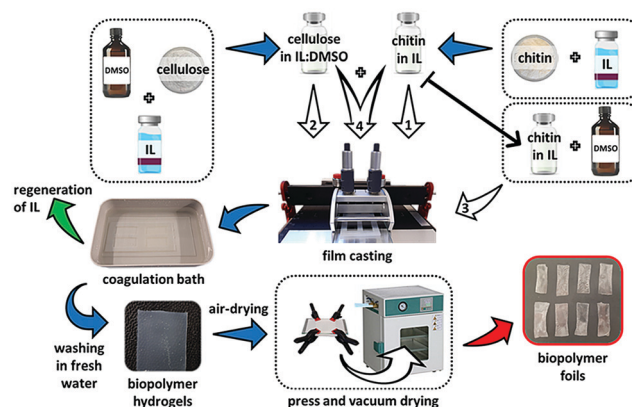 DMSO
cellulose
IL
cellulose
in IL:DMSO
chitin
in IL
chitin
IL
chitin
in IL
DMSO
2
4
1
3
regeneration
of IL
coagulation bath
film casting
washing
in fresh
water
biopolymer
hydrogels
air-drying
press and vacuum drying
biopolymer
foils